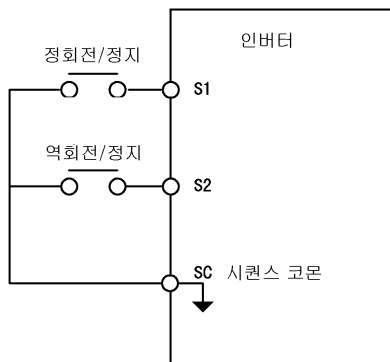 인버터
정회전/정지
S1
역회전/정지
S2
SC 시퀀스 코몬